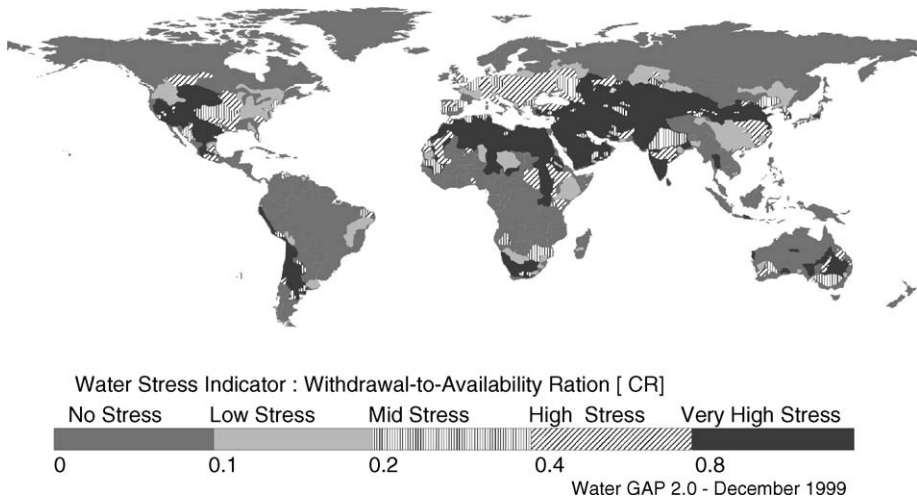 Water Stress Indicator : Withdrawal-to-Availability Ration [ CR]
No Stress Low Stress Mid Stress High Stress Very High Stress
0 0.1 0.2 0.4 0.8
Water GAP 2.0 - December 1999